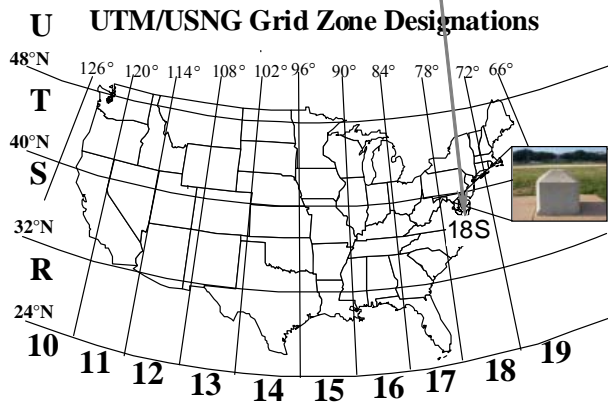 U UTM/USNG Grid Zone Designations
48°N 126° 120° 114° 108° 102° 96° 90° 84° 78° 72° 66°
T
40°N
S
18S
32°N
R
24°N
10 11 12 13 14 15 16 17 18 19